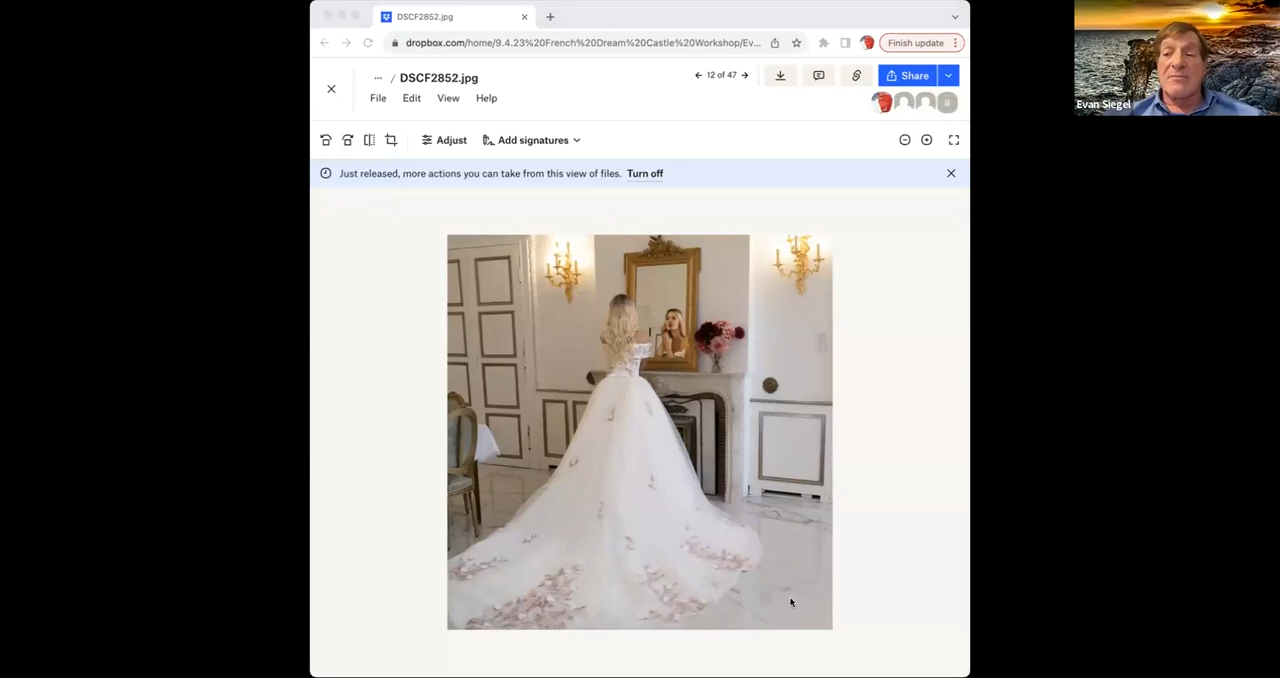 DSCF2852.jpg
dropbox.com/home/9.4.23%20French%20Dream%20Castle%20Workshop/Ev...
Finish update
... / DSCF2852.jpg
12 of 47
Share
File Edit View Help
Adjust
Add signatures
Just released, more actions you can take from this view of files. Turn off
Evan Siegel